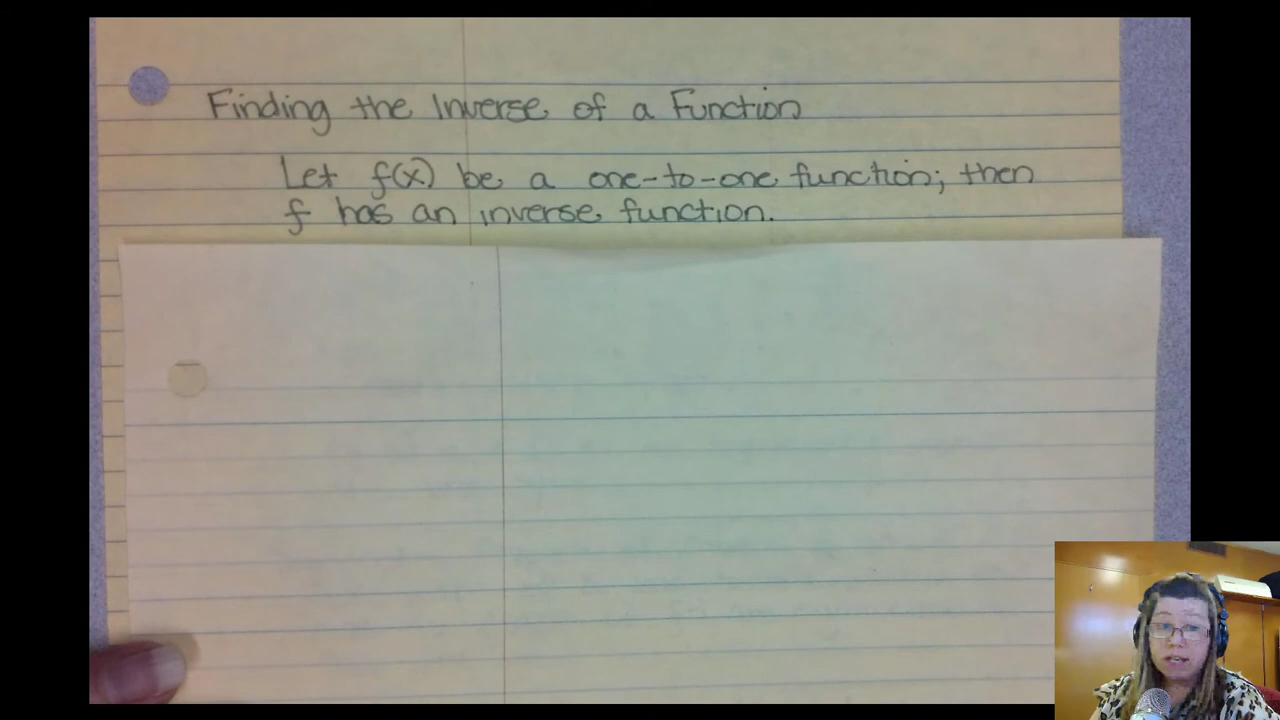 Finding the Inverse of a Function
Let f(x) be a one-to-one function; then
f has an inverse function.